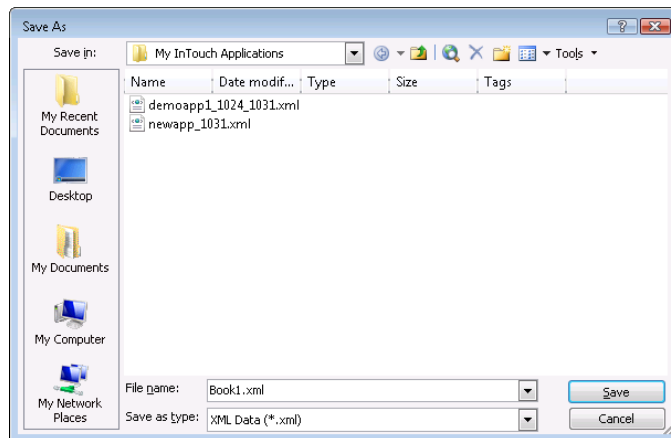 Save As
Save in:
My InTouch Applications
Tools
Name Date modif... Type Size Tags
demoapp1_1024_1031.xml
newapp_1031.xml
My Recent
Documents
Desktop
My Documents
My Computer
My Network
Places
File name: Book1.xml
Save
Save as type: XML Data (*.xml)
Cancel